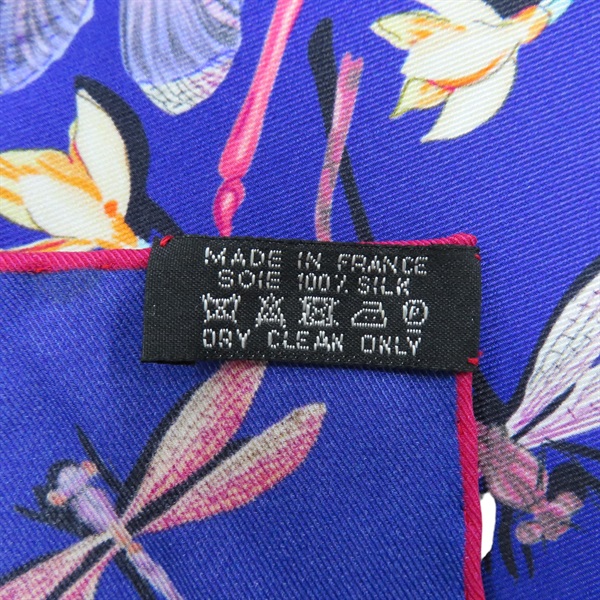 MADE IN FRANCE
SOIE 100% SILK
P
DRY CLEAN ONLY